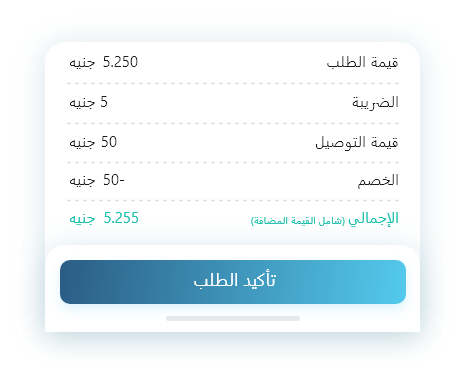 قيمة الطلب 5.250 جنيه
الضريبة 5 جنيه
قيمة التوصيل 50 جنيه
الخصم -50 جنيه
الإجمالي (شامل القيمة المضافة) 5.255 جنيه
تأكيد الطلب